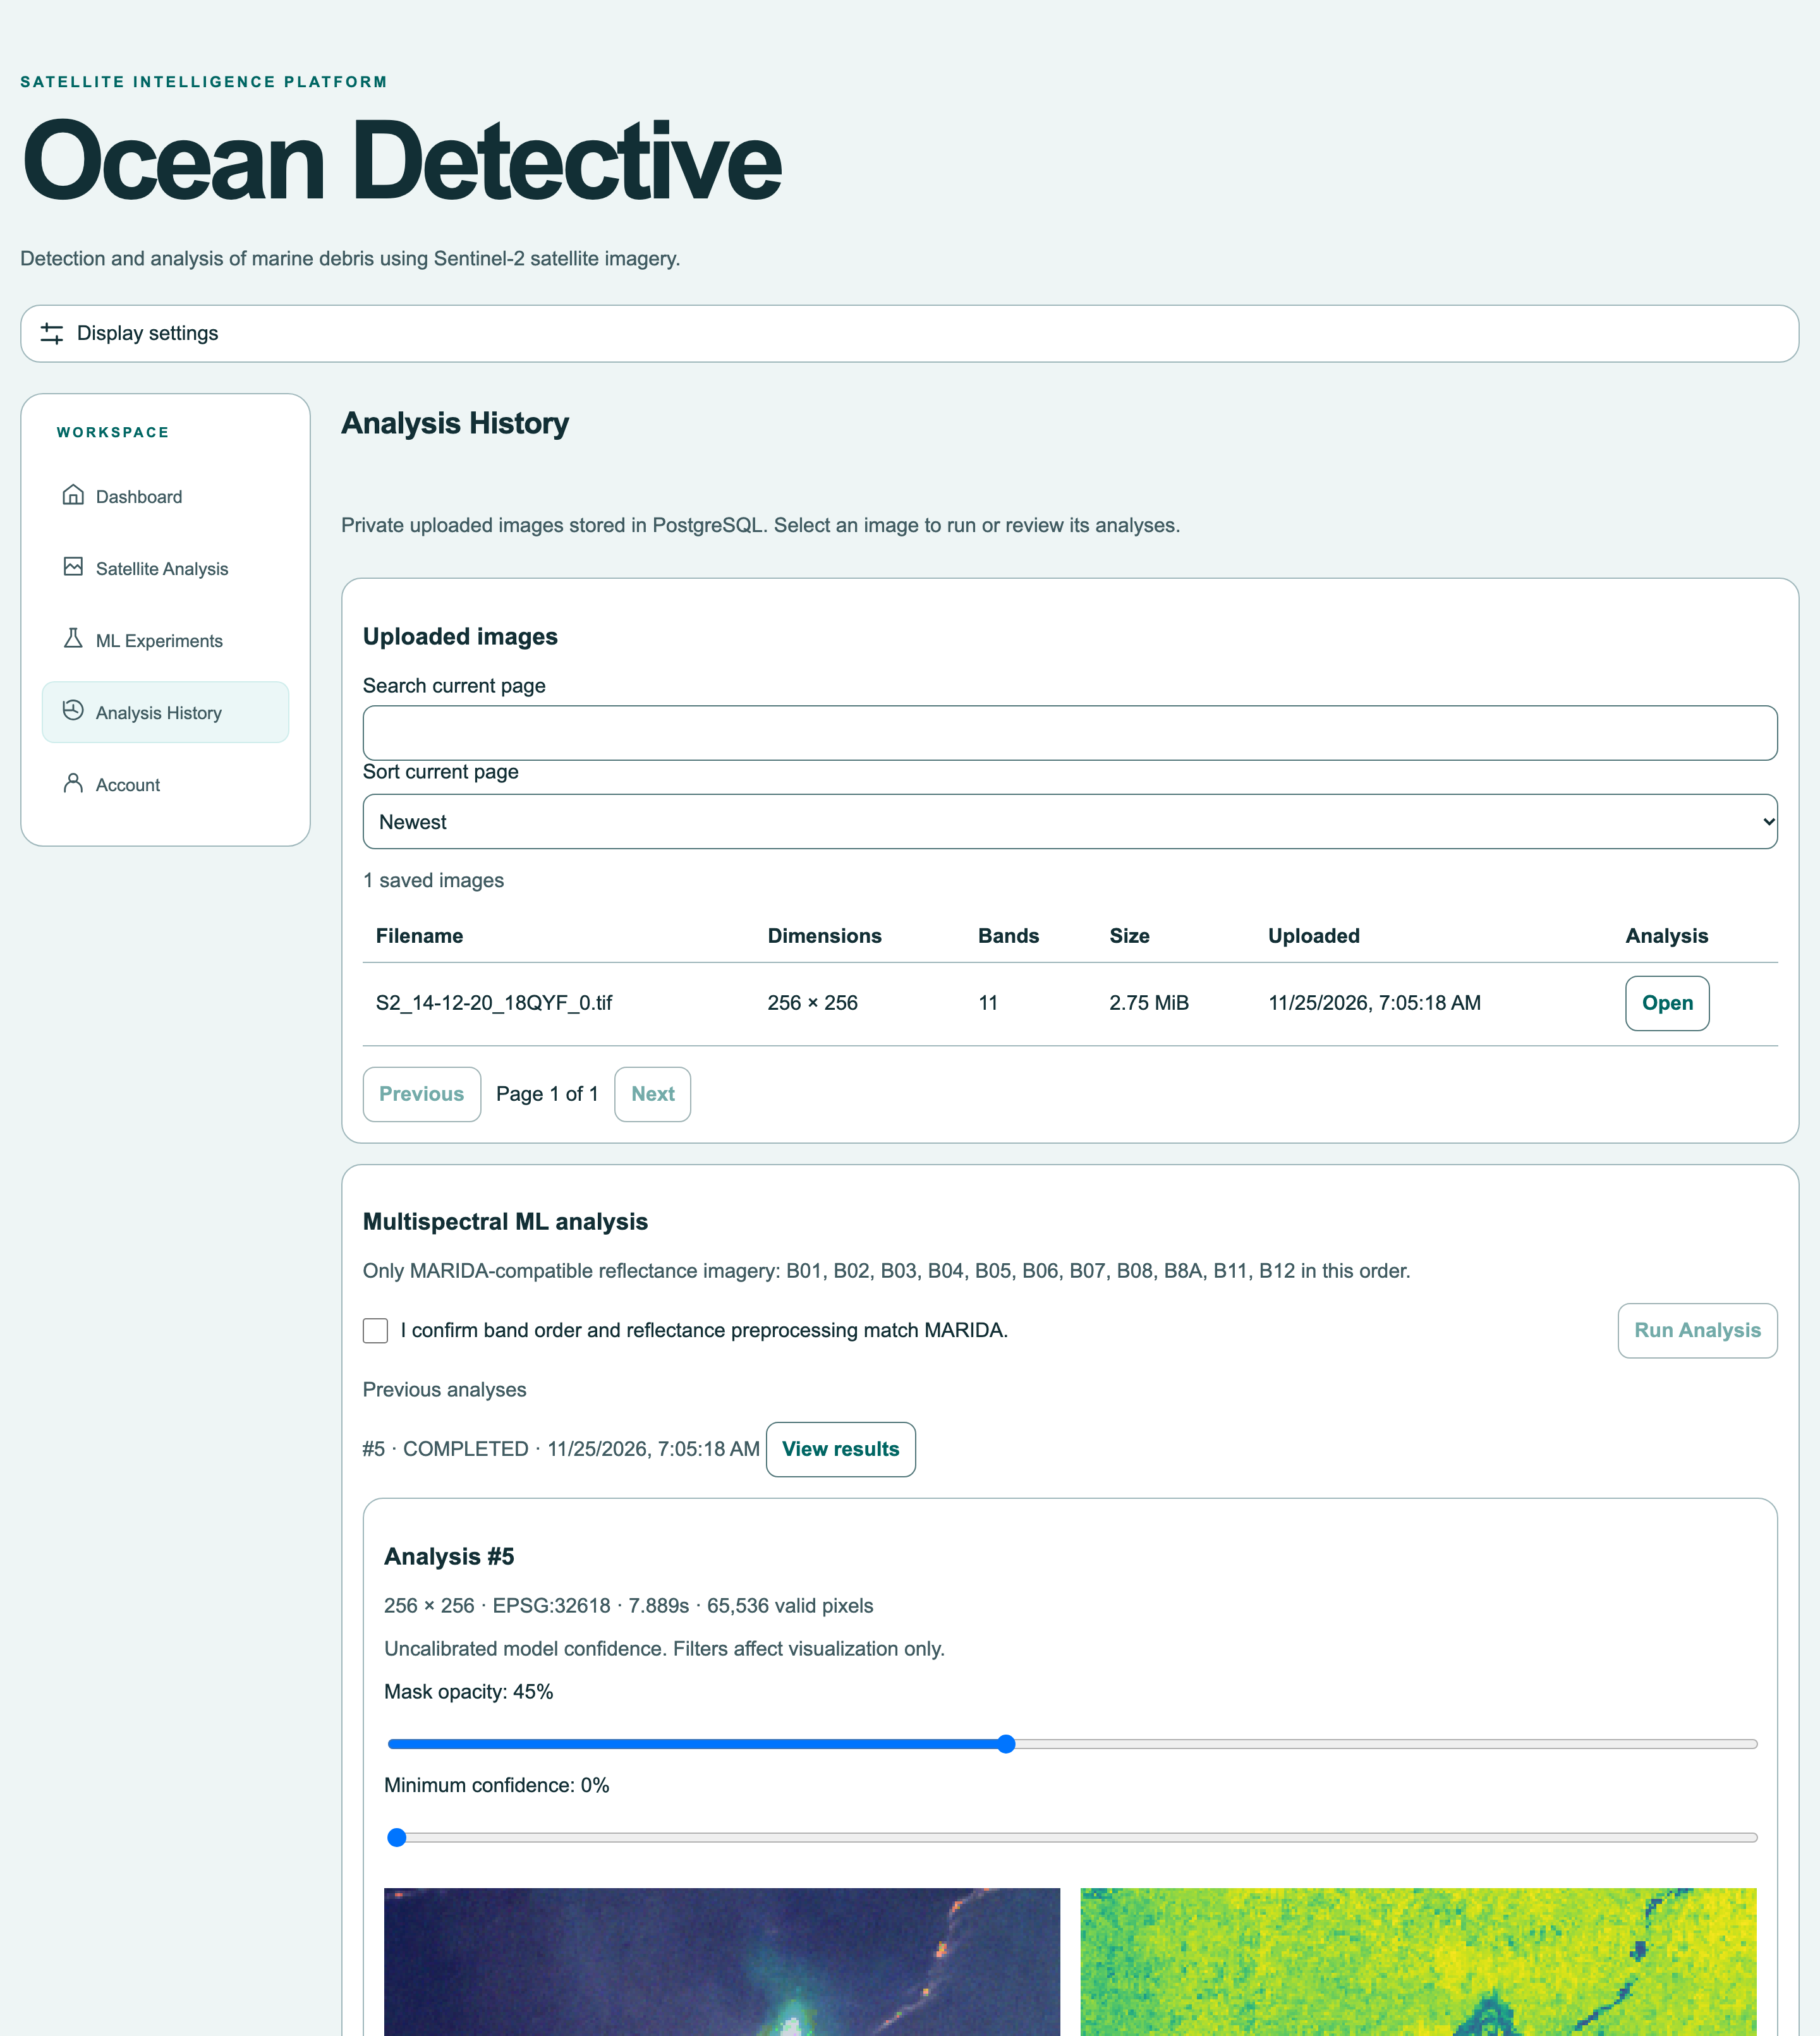 SATELLITE INTELLIGENCE PLATFORM
Ocean Detective
Detection and analysis of marine debris using Sentinel-2 satellite imagery.
Display settings
WORKSPACE
Dashboard
Satellite Analysis
ML Experiments
Analysis History
Account
Analysis History
Private uploaded images stored in PostgreSQL. Select an image to run or review its analyses.
Uploaded images
Search current page
Sort current page
Newest
1 saved images
Filename Dimensions Bands Size Uploaded Analysis
S2_14-12-20_18QYF_0.tif 256 × 256 11 2.75 MiB 11/25/2026, 7:05:18 AM Open
Previous Page 1 of 1 Next
Multispectral ML analysis
Only MARIDA-compatible reflectance imagery: B01, B02, B03, B04, B05, B06, B07, B08, B8A, B11, B12 in this order.
I confirm band order and reflectance preprocessing match MARIDA. Run Analysis
Previous analyses
#5 · COMPLETED · 11/25/2026, 7:05:18 AM View results
Analysis #5
256 × 256 · EPSG:32618 · 7.889s · 65,536 valid pixels
Uncalibrated model confidence. Filters affect visualization only.
Mask opacity: 45%
Minimum confidence: 0%